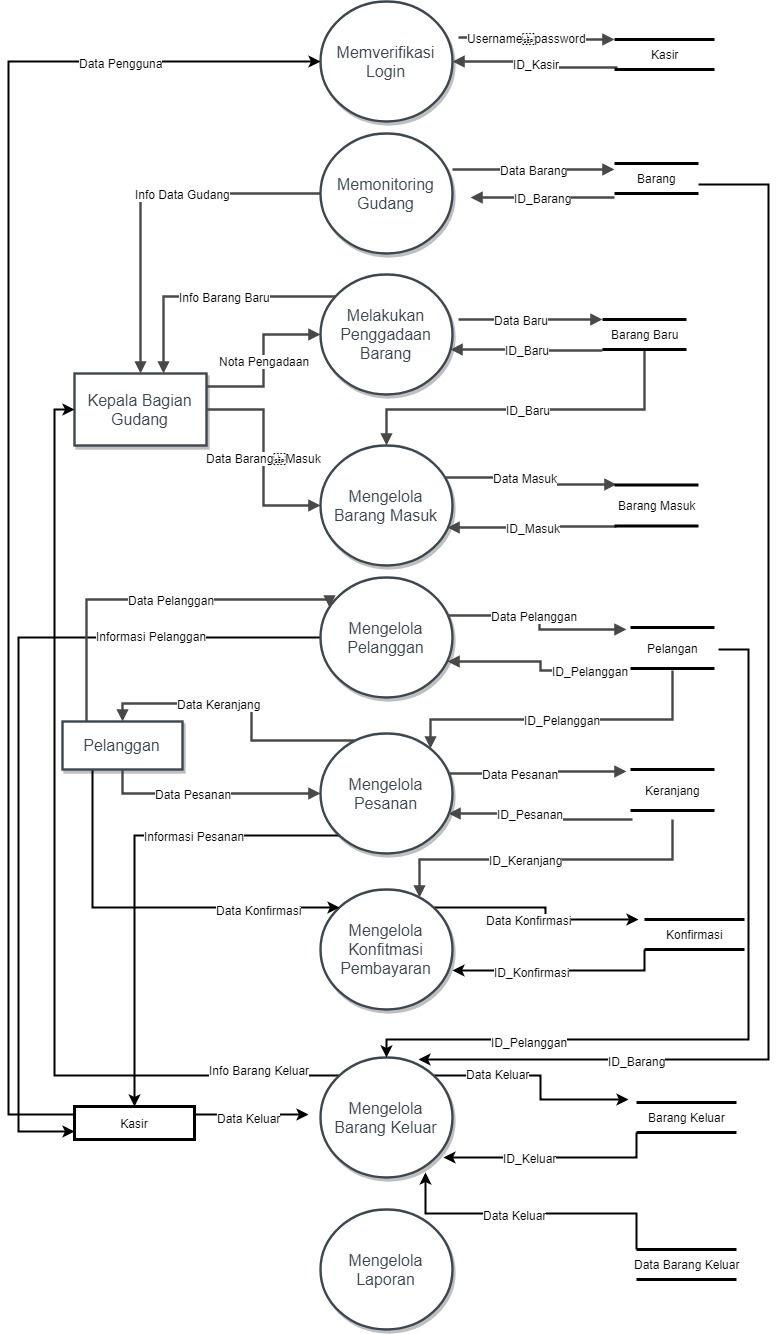 Memverifikasi
Login
Username
password
Kasir
ID_Kasir
Data Pengguna
Memonitoring
Gudang
Data Barang
Barang
ID_Barang
Info Data Gudang
Info Barang Baru
Melakukan
Penggadaan
Barang
Data Baru
Barang Baru
ID_Baru
Nota Pengadaan
Kepala Bagian
Gudang
ID_Baru
Data Barang
Masuk
Mengelola
Barang Masuk
Data Masuk
Barang Masuk
ID_Masuk
Data Pelanggan
Informasi Pelanggan
Mengelola
Pelanggan
Data Pelanggan
Pelangan
ID_Pelanggan
Data Keranjang
ID_Pelanggan
Pelanggan
Data Pesanan
Mengelola
Pesanan
Data Pesanan
Keranjang
ID_Pesanan
Informasi Pesanan
ID_Keranjang
Data Konfirmasi
Mengelola
Konfitmasi
Pembayaran
Data Konfirmasi
Konfirmasi
ID_Konfirmasi
ID_Pelanggan
ID_Barang
Info Barang Keluar
Data Keluar
Kasir
Data Keluar
Mengelola
Barang Keluar
Barang Keluar
ID_Keluar
Data Keluar
Mengelola
Laporan
Data Barang Keluar